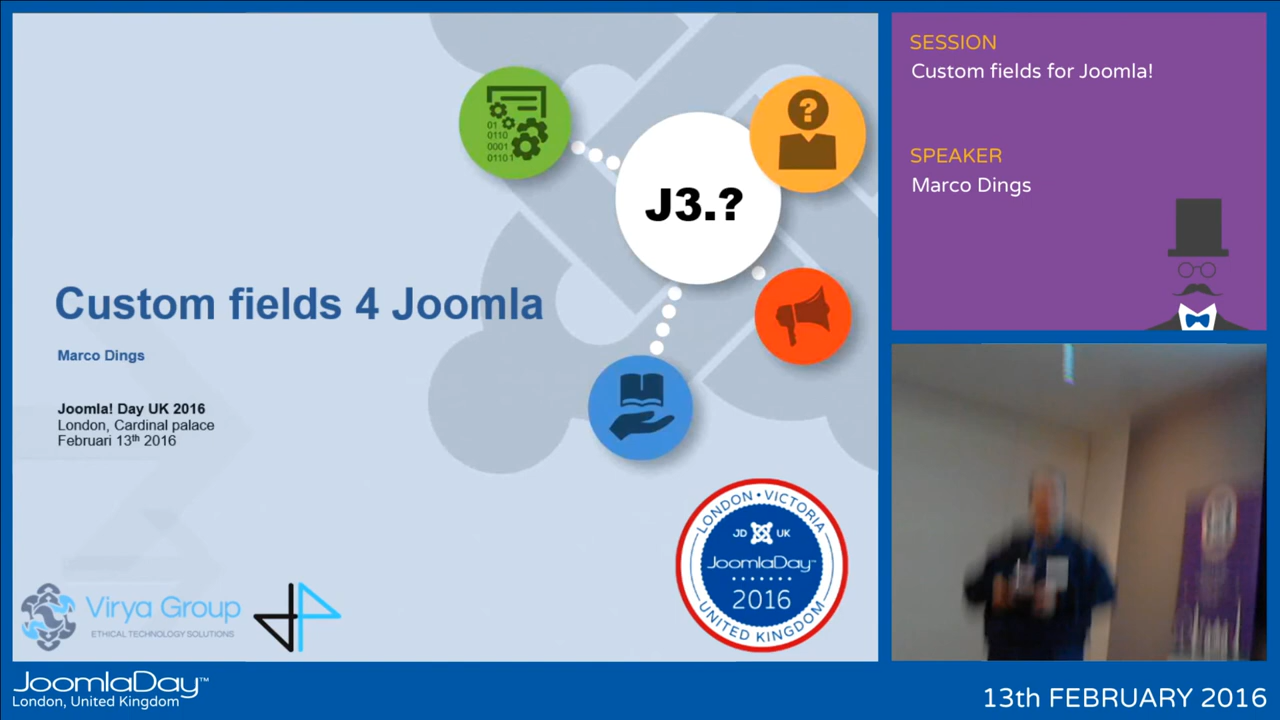 01
0110
0001
01101
?
J3.?
Custom fields 4 Joomla
Marco Dings
Joomla! Day UK 2016
London, Cardinal palace
Februari 13th 2016
Virya Group
ETHICAL TECHNOLOGY SOLUTIONS
LONDON • VICTORIA
JD UK
JoomlaDay™
2016
UNITED KINGDOM
SESSION
Custom fields for Joomla!
SPEAKER
Marco Dings
JoomlaDay™
London, United Kingdom
13th FEBRUARY 2016